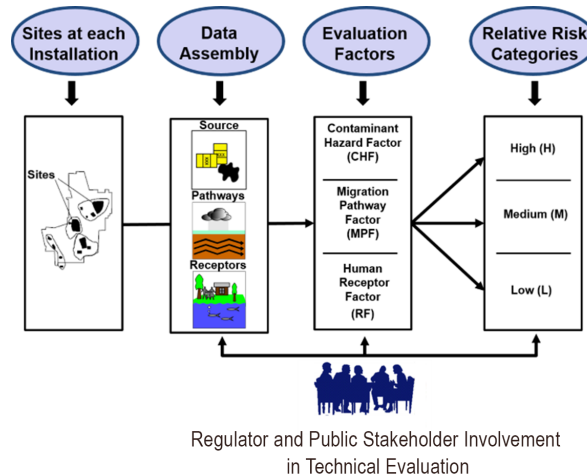 Sites at each
Installation
Data
Assembly
Evaluation
Factors
Relative Risk
Categories
Sites
Source
Pathways
Receptors
Contaminant
Hazard Factor
(CHF)
Migration
Pathway
Factor
(MPF)
Human
Receptor
Factor
(RF)
High (H)
Medium (M)
Low (L)
Regulator and Public Stakeholder Involvement
in Technical Evaluation